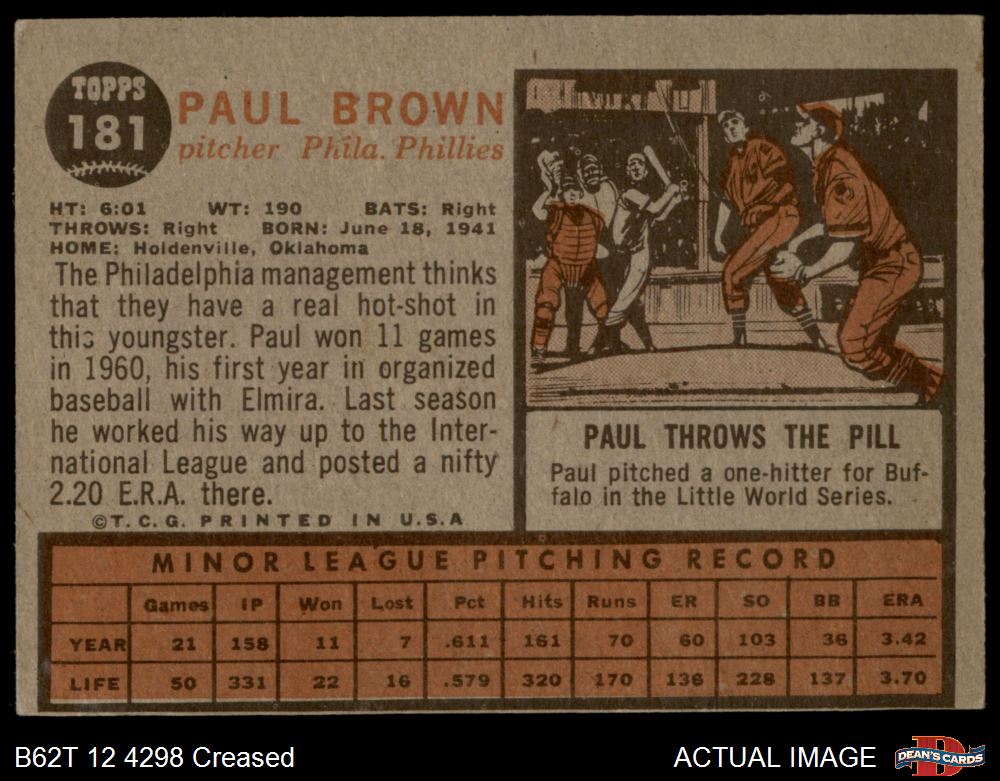 TOPPS
181
PAUL BROWN
pitcher Phila. Phillies
HT: 6:01 WT: 190 BATS: Right
THROWS: Right BORN: June 18, 1941
HOME: Holdenville, Oklahoma
The Philadelphia management thinks
that they have a real hot-shot in
this youngster. Paul won 11 games
in 1960, his first year in organized
baseball with Elmira. Last season
he worked his way up to the Inter-
national League and posted a nifty
2.20 E.R.A. there.
©T.C.G. PRINTED IN U.S.A
PAUL THROWS THE PILL
Paul pitched a one-hitter for Buf-
falo in the Little World Series.
MINOR LEAGUE PITCHING RECORD
Games IP Won Lost Pct Hits Runs ER SO BB ERA
YEAR 21 158 11 7 .611 161 70 60 103 36 3.42
LIFE 50 331 22 16 .579 320 170 136 228 137 3.70
B62T 12 4298 Creased
ACTUAL IMAGE
D
DEAN'S CARDS